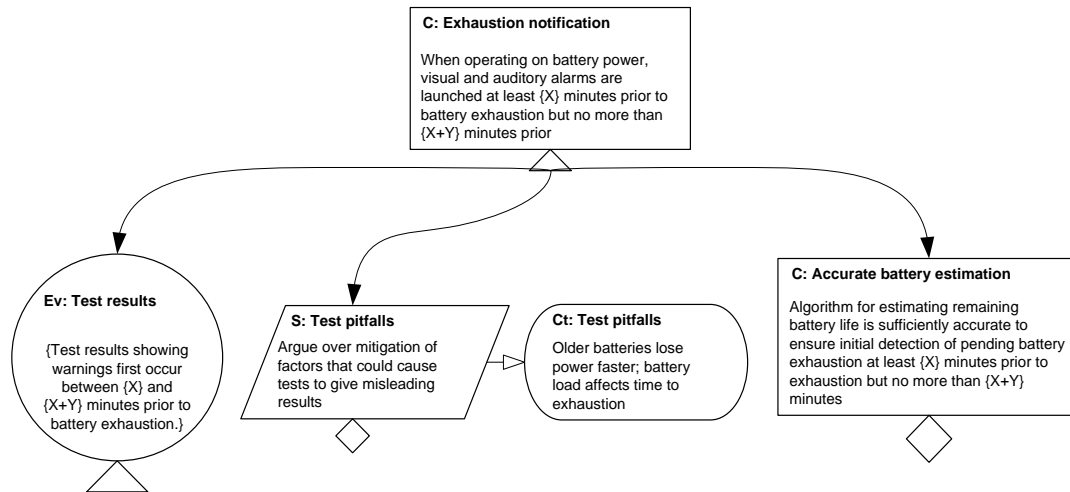 C: Exhaustion notification
When operating on battery power,
visual and auditory alarms are
launched at least {X} minutes prior to
battery exhaustion but no more than
{X+Y} minutes prior
Ev: Test results
{Test results showing
warnings first occur
between {X} and
{X+Y} minutes prior to
battery exhaustion.}
S: Test pitfalls
Argue over mitigation of
factors that could cause
tests to give misleading
results
Ct: Test pitfalls
Older batteries lose
power faster; battery
load affects time to
exhaustion
C: Accurate battery estimation
Algorithm for estimating remaining
battery life is sufficiently accurate to
ensure initial detection of pending battery
exhaustion at least {X} minutes prior to
exhaustion but no more than {X+Y}
minutes